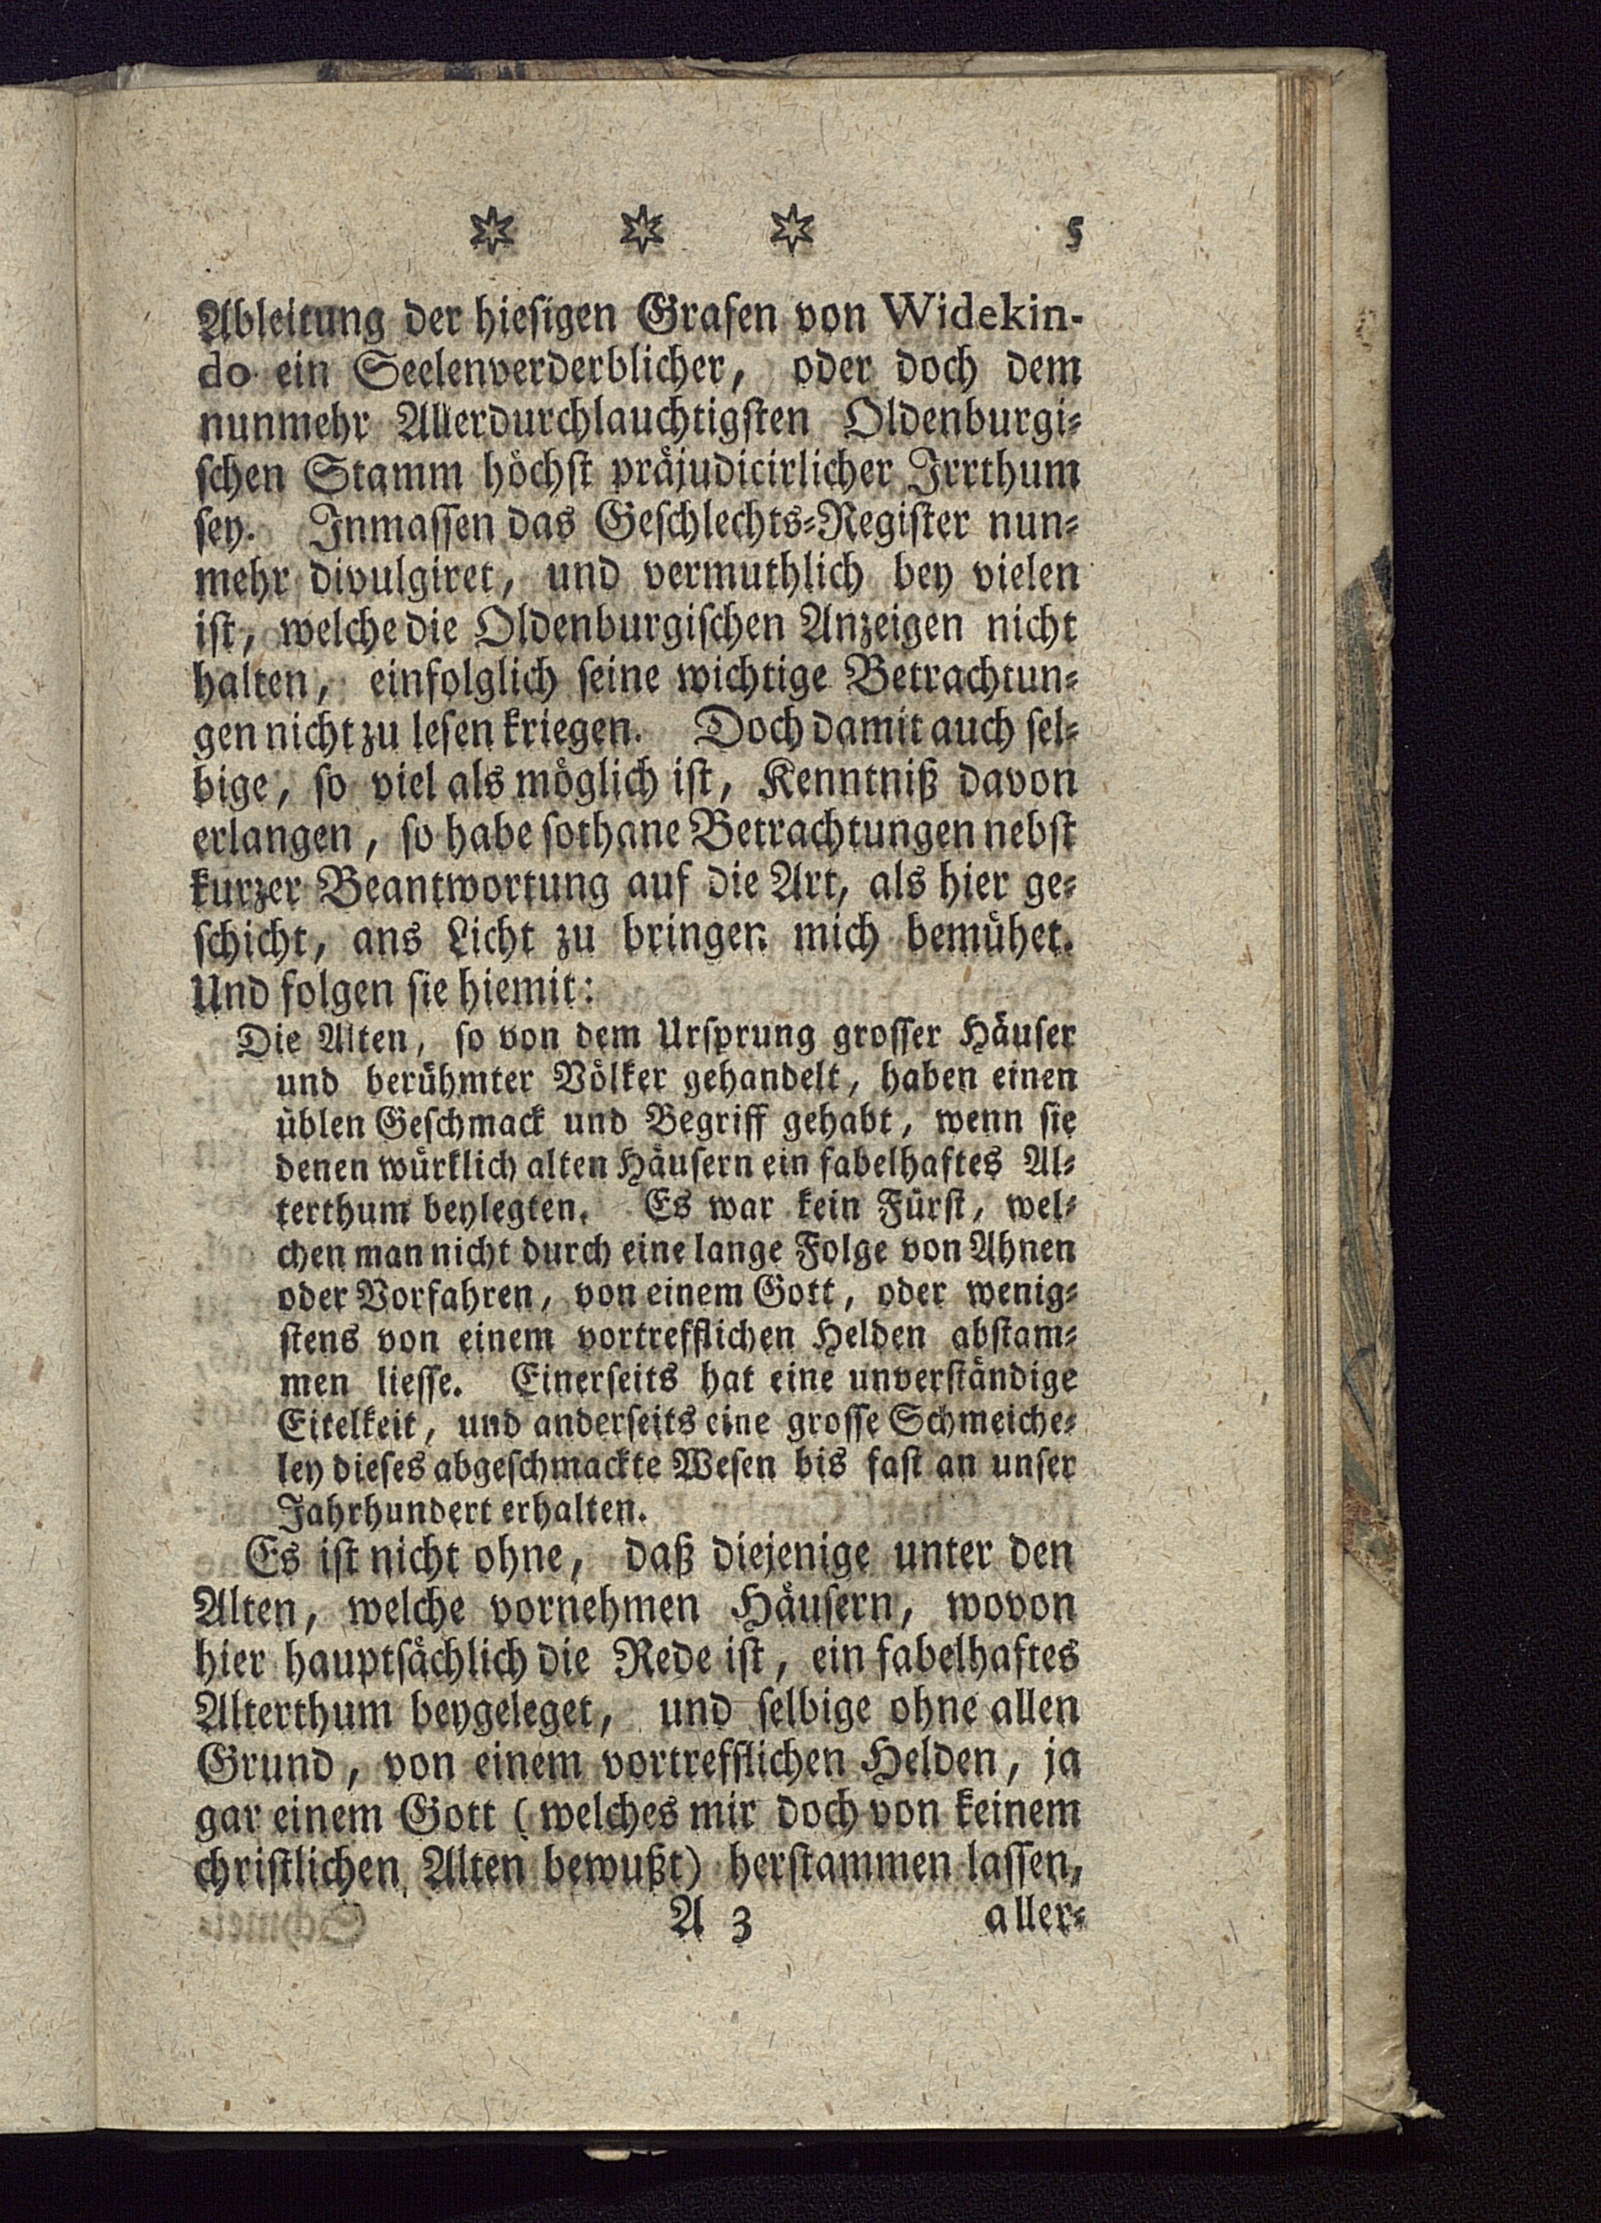 * * * 5
Ableitung der hiesigen Grafen von Widekin-
do ein Seelenverderblicher, oder doch dem
nunmehr Allerdurchlauchtigsten Oldenburgi-
schen Stamm höchst präjudicirlicher Irrthum
sey. Inmassen das Geschlechts-Register nun-
mehr divulgiret, und vermuthlich bey vielen
ist, welche die Oldenburgischen Anzeigen nicht
halten, einfolglich seine wichtige Betrachtun-
gen nicht zu lesen kriegen. Doch damit auch sel-
bige, so viel als möglich ist, Kenntniß davon
erlangen, so habe sothane Betrachtungen nebst
kurzer Beantwortung auf die Art, als hier ge-
schicht, ans Licht zu bringen mich bemühet.
Und folgen sie hiemit:
Die Alten, so von dem Ursprung grosser Häuser
und berühmter Völker gehandelt, haben einen
üblen Geschmack und Begriff gehabt, wenn sie
denen würklich alten Häusern ein fabelhaftes Al-
terthum beylegten. Es war kein Fürst, wel-
chen man nicht durch eine lange Folge von Ahnen
oder Vorfahren, von einem Gott, oder wenig-
stens von einem vortrefflichen Helden abstam-
men liesse. Einerseits hat eine unverständige
Eitelkeit, und anderseits eine grosse Schmeiche-
ley dieses abgeschmackte Wesen bis fast an unser
Jahrhundert erhalten.
Es ist nicht ohne, daß diejenige unter den
Alten, welche vornehmen Häusern, wovon
hier hauptsächlich die Rede ist, ein fabelhaftes
Alterthum beygeleget, und selbige ohne allen
Grund, von einem vortrefflichen Helden, ja
gar einem Gott (welches mir doch von keinem
christlichen Alten bewußt) herstammen lassen,
A 3 aller-